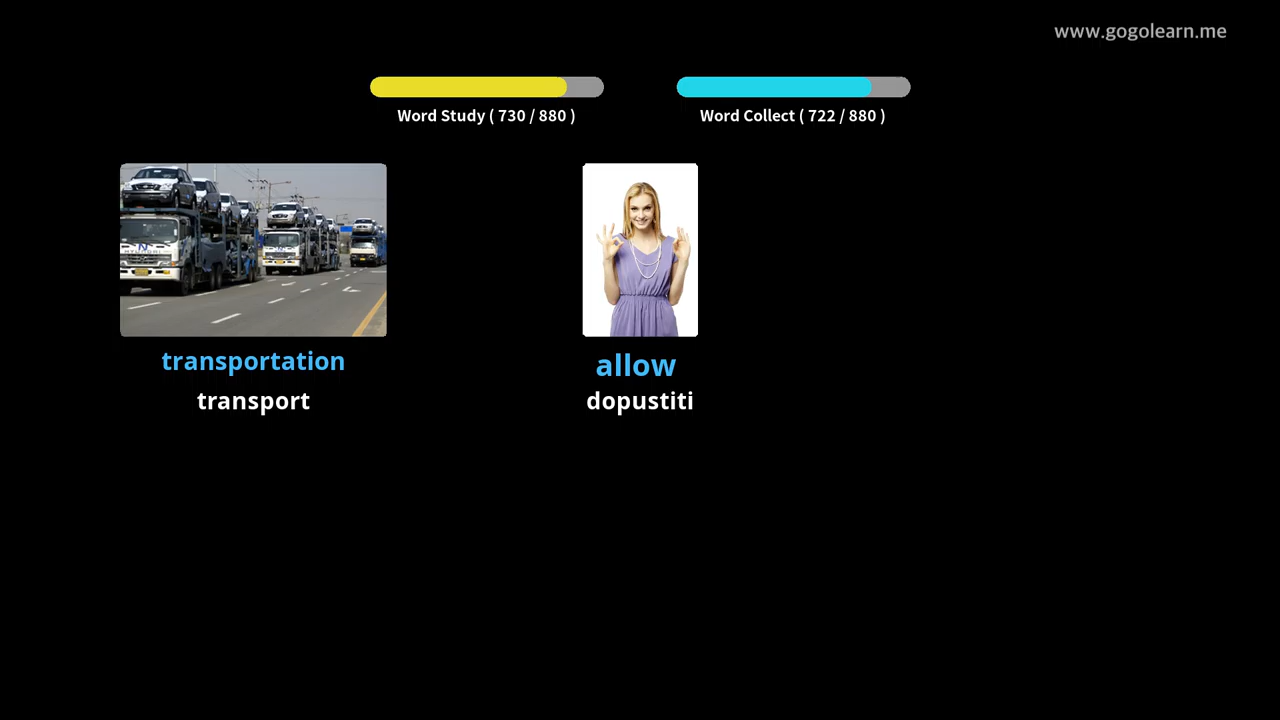 www.gogolearn.me
Word Study ( 730 / 880 )
Word Collect ( 722 / 880 )
transportation
transport
allow
dopustiti